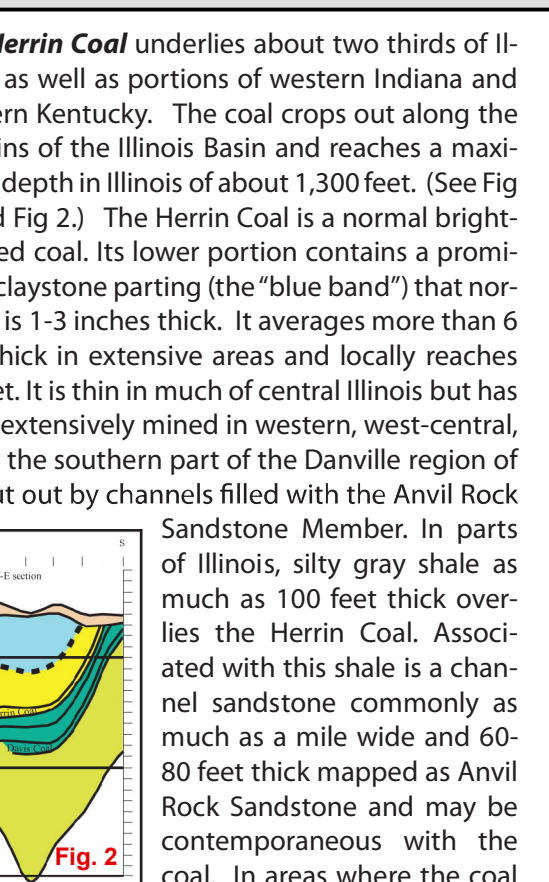 Herrin Coal underlies about two thirds of Il-
as well as portions of western Indiana and
ern Kentucky. The coal crops out along the
ins of the Illinois Basin and reaches a maxi-
depth in Illinois of about 1,300 feet. (See Fig
d Fig 2.) The Herrin Coal is a normal bright-
ed coal. Its lower portion contains a promi-
claystone parting (the “blue band”) that nor-
is 1-3 inches thick. It averages more than 6
hick in extensive areas and locally reaches
et. It is thin in much of central Illinois but has
extensively mined in western, west-central,
the southern part of the Danville region of
ut out by channels filled with the Anvil Rock
Sandstone Member. In parts
of Illinois, silty gray shale as
much as 100 feet thick over-
lies the Herrin Coal. Associ-
ated with this shale is a chan-
nel sandstone commonly as
much as a mile wide and 60-
80 feet thick mapped as Anvil
Rock Sandstone and may be
contemporaneous with the
coal. In areas where the coal
S
-E section
rrin Coal
Davis Coal
Fig. 2